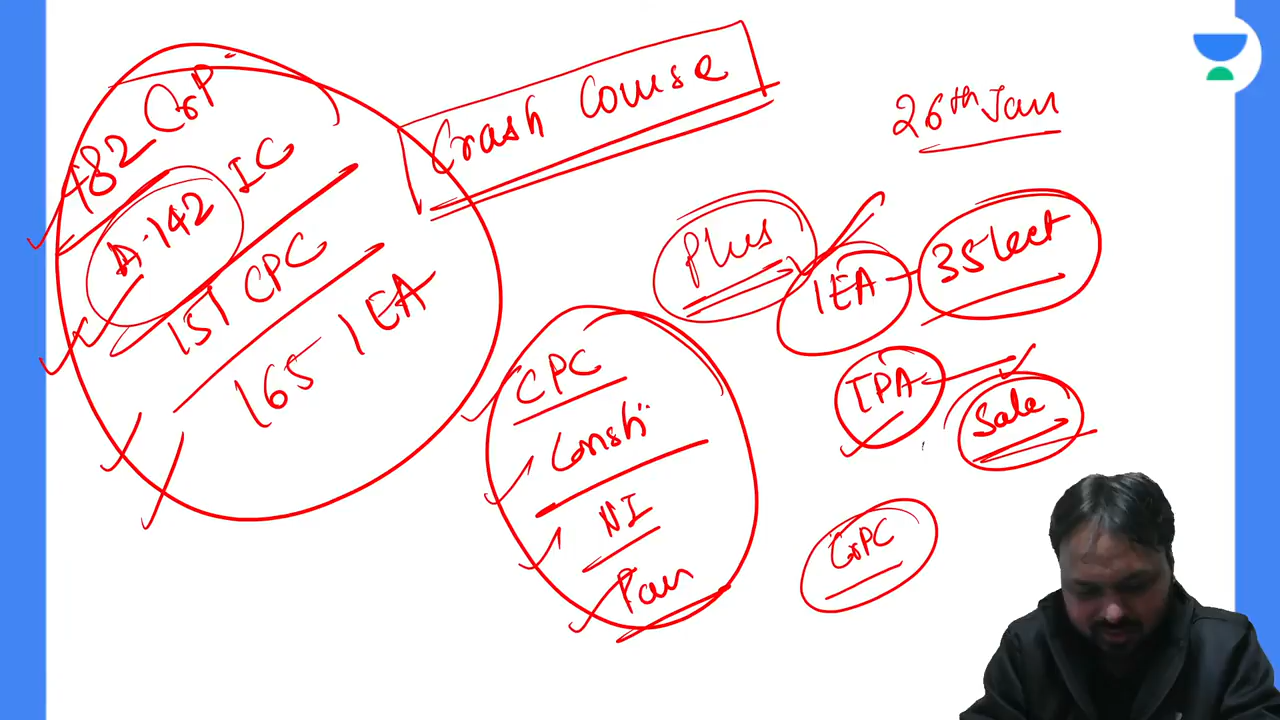 482 CrP
A-142 IC
151 CPC
165 IEA
Crash Course
26th Jan
Plus
IEA - 35 lect
TPA - Sale
CPC
Consti
NI
CrPC